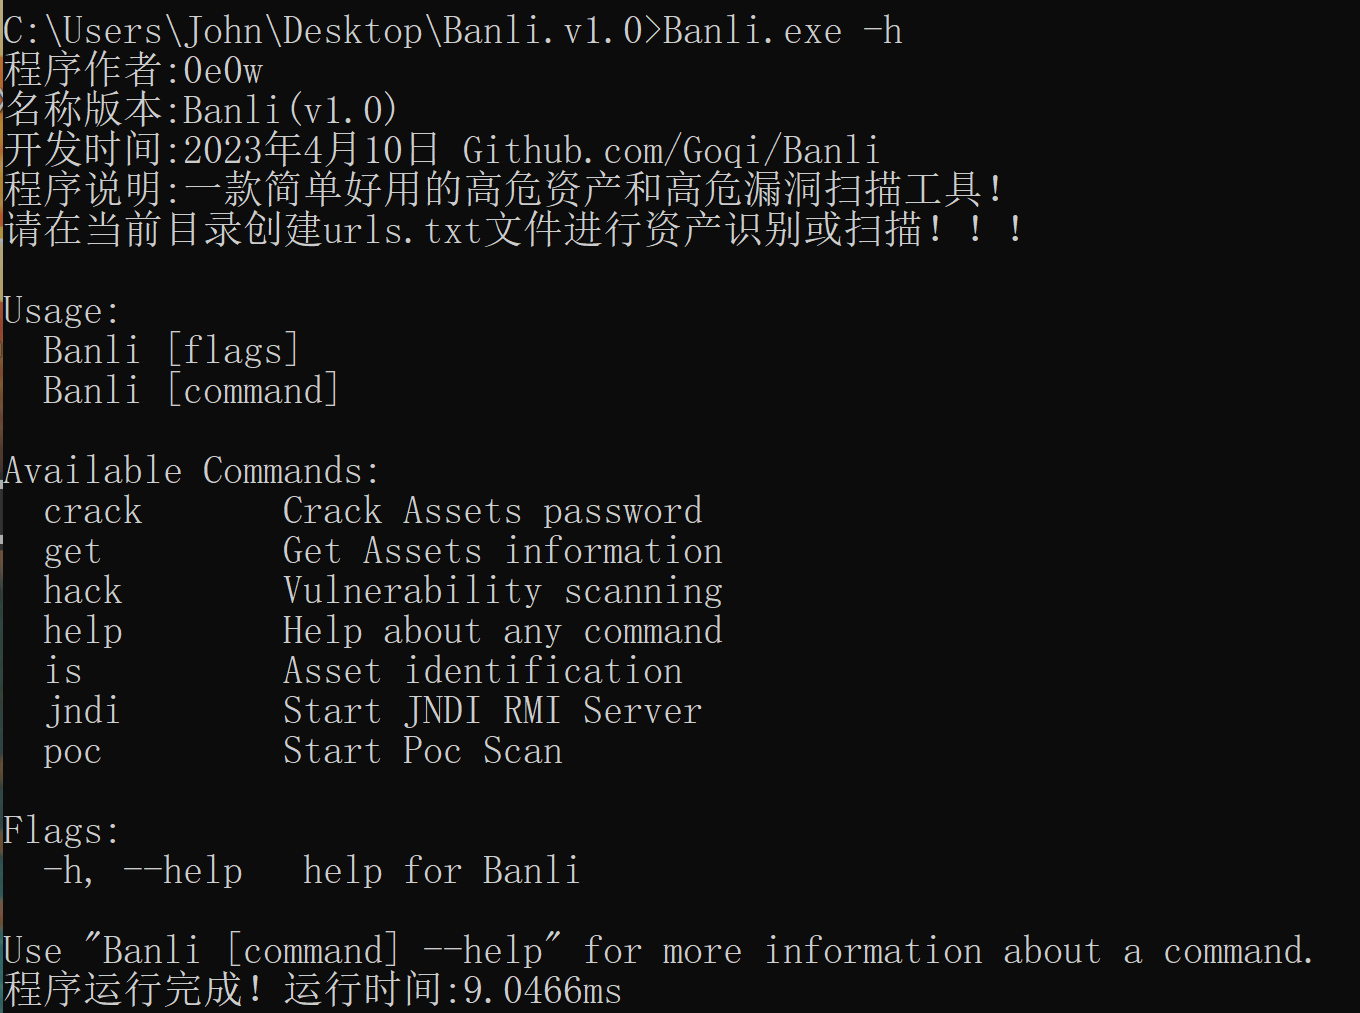 C:\Users\John\Desktop\Banli.v1.0>Banli.exe -h
程序作者:0e0w
名称版本:Banli(v1.0)
开发时间:2023年4月10日 Github.com/Goqi/Banli
程序说明:一款简单好用的高危资产和高危漏洞扫描工具！
请在当前目录创建urls.txt文件进行资产识别或扫描！！！

Usage:
  Banli [flags]
  Banli [command]

Available Commands:
  crack       Crack Assets password
  get         Get Assets information
  hack        Vulnerability scanning
  help        Help about any command
  is          Asset identification
  jndi        Start JNDI RMI Server
  poc         Start Poc Scan

Flags:
  -h, --help   help for Banli

Use "Banli [command] --help" for more information about a command.
程序运行完成！运行时间:9.0466ms